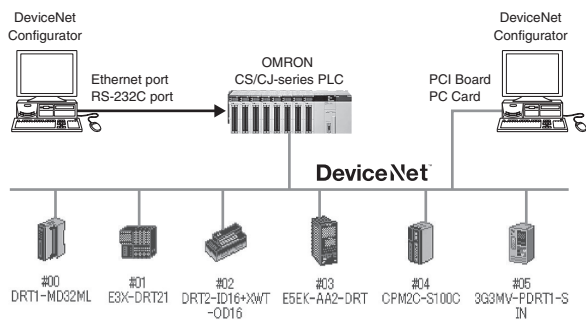 DeviceNet
Configurator
DeviceNet
Configurator
OMRON
CS/CJ-series PLC
Ethernet port
RS-232C port
PCI Board
PC Card
DeviceNet™
#00
DRT1-MD32ML
#01
E3X-DRT21
#02
DRT2-ID16+XWT
-OD16
#03
E5EK-AA2-DRT
#04
CPM2C-S100C
#05
3G3MV-PDRT1-S
IN